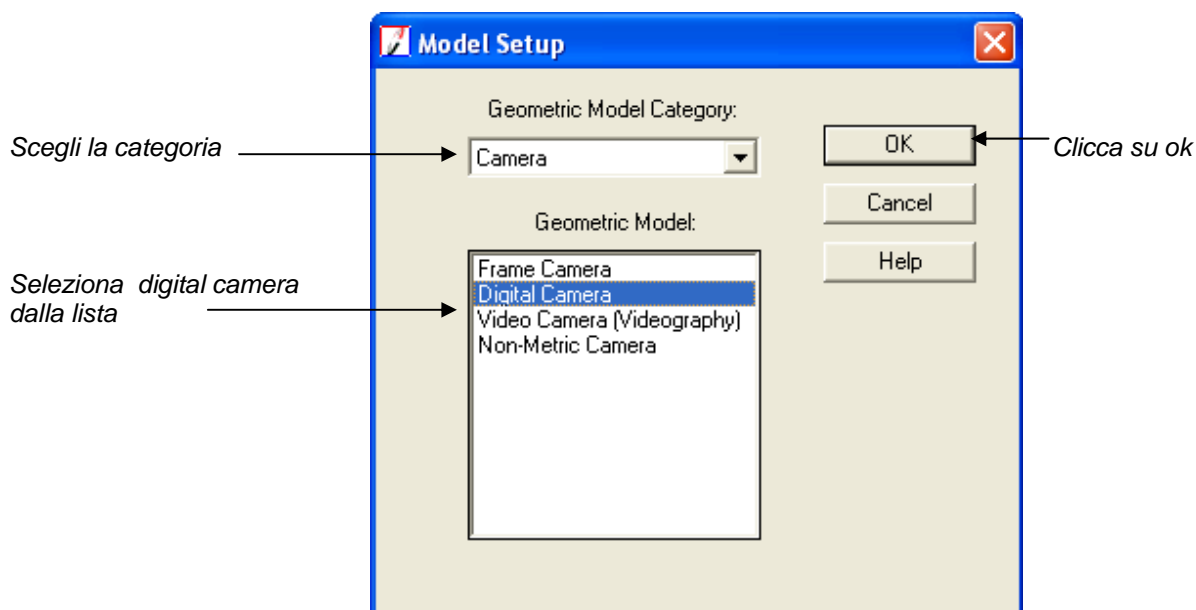 Model Setup
Geometric Model Category:
Scegli la categoria
Camera
OK
Clicca su ok
Cancel
Geometric Model:
Help
Seleziona digital camera
dalla lista
Frame Camera
Digital Camera
Video Camera (Videography)
Non-Metric Camera